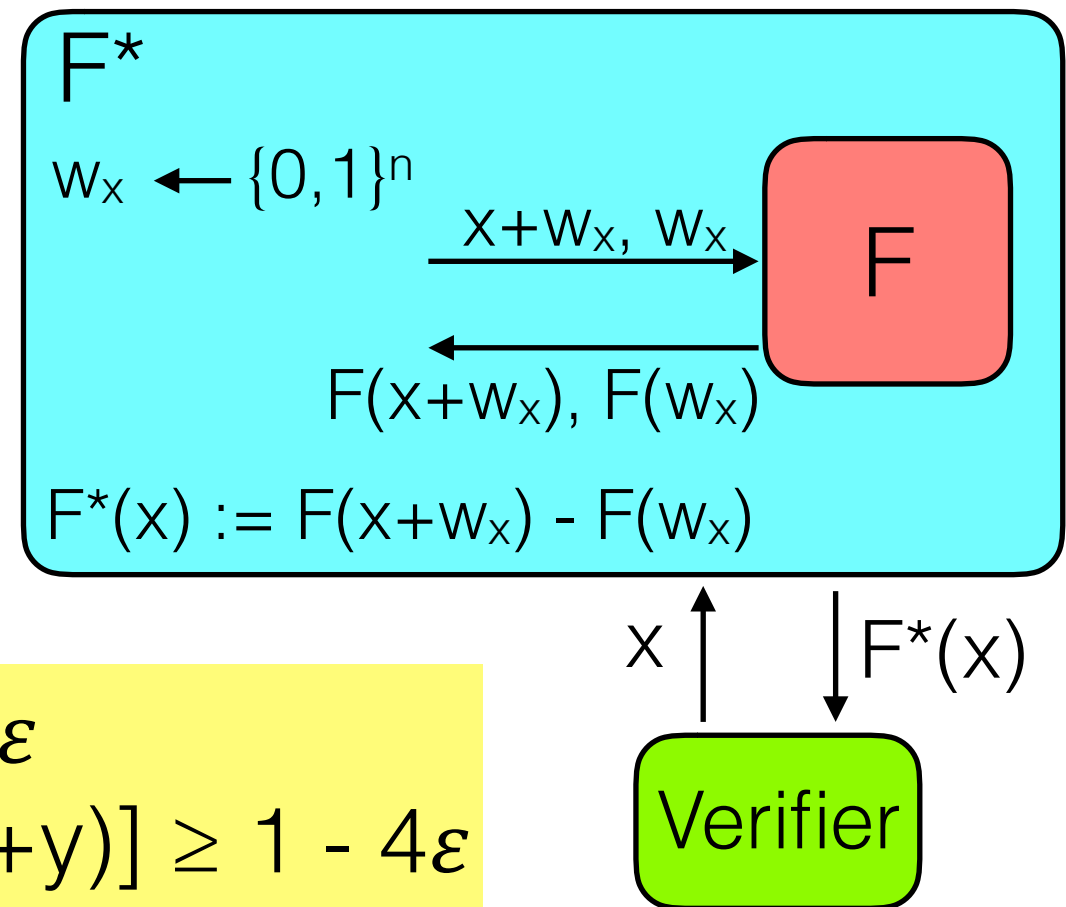 F*
wₓ ← {0,1}ⁿ
x+wₓ, wₓ
F
F(x+wₓ), F(wₓ)
F*(x) := F(x+wₓ) - F(wₓ)
x
F*(x)
ε
+y)] ≥ 1 - 4ε
Verifier